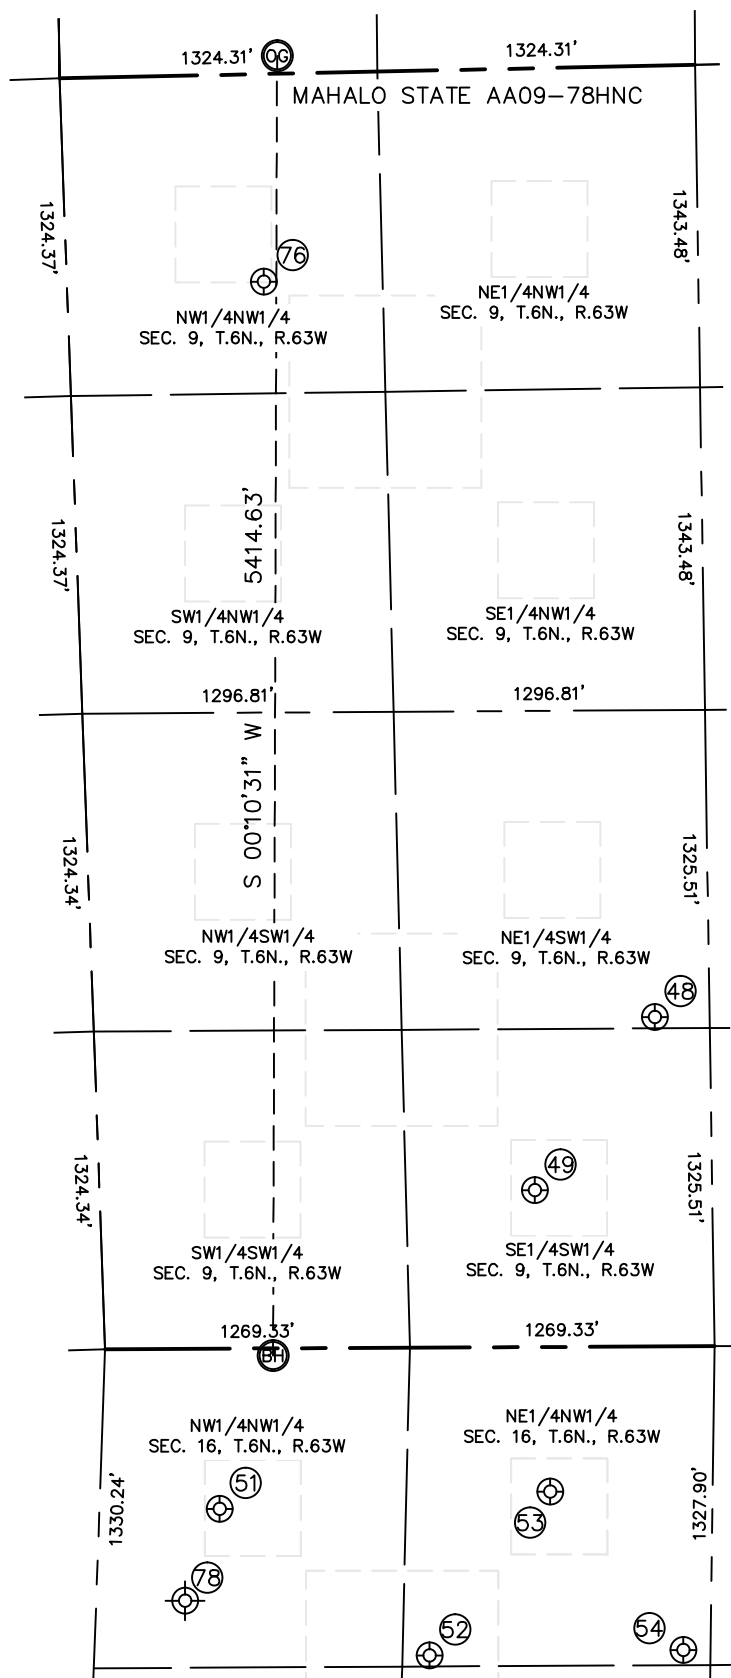 1324.31'
OG
1324.31'
MAHALO STATE AA09-78HNC
1324.37'
1343.48'
76
NW1/4NW1/4
SEC. 9, T.6N., R.63W
NE1/4NW1/4
SEC. 9, T.6N., R.63W
5414.63'
1324.37'
1343.48'
SW1/4NW1/4
SEC. 9, T.6N., R.63W
SE1/4NW1/4
SEC. 9, T.6N., R.63W
1296.81'
1296.81'
S 00°10'31" W
1324.34'
1325.51'
NW1/4SW1/4
SEC. 9, T.6N., R.63W
NE1/4SW1/4
SEC. 9, T.6N., R.63W
48
49
1324.34'
1325.51'
SW1/4SW1/4
SEC. 9, T.6N., R.63W
SE1/4SW1/4
SEC. 9, T.6N., R.63W
1269.33'
1269.33'
BH
NW1/4NW1/4
SEC. 16, T.6N., R.63W
NE1/4NW1/4
SEC. 16, T.6N., R.63W
1330.24'
51
53
1327.90'
78
52
54